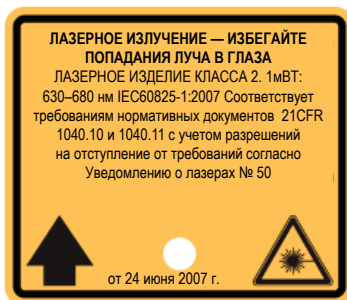 ЛАЗЕРНОЕ ИЗЛУЧЕНИЕ — ИЗБЕГАЙТЕ
ПОПАДАНИЯ ЛУЧА В ГЛАЗА
ЛАЗЕРНОЕ ИЗДЕЛИЕ КЛАССА 2. 1мВТ:
630–680 нм IEC60825-1:2007 Соответствует
требованиям нормативных документов 21CFR
1040.10 и 1040.11 с учетом разрешений
на отступление от требований согласно
Уведомлению о лазерах № 50
от 24 июня 2007 г.